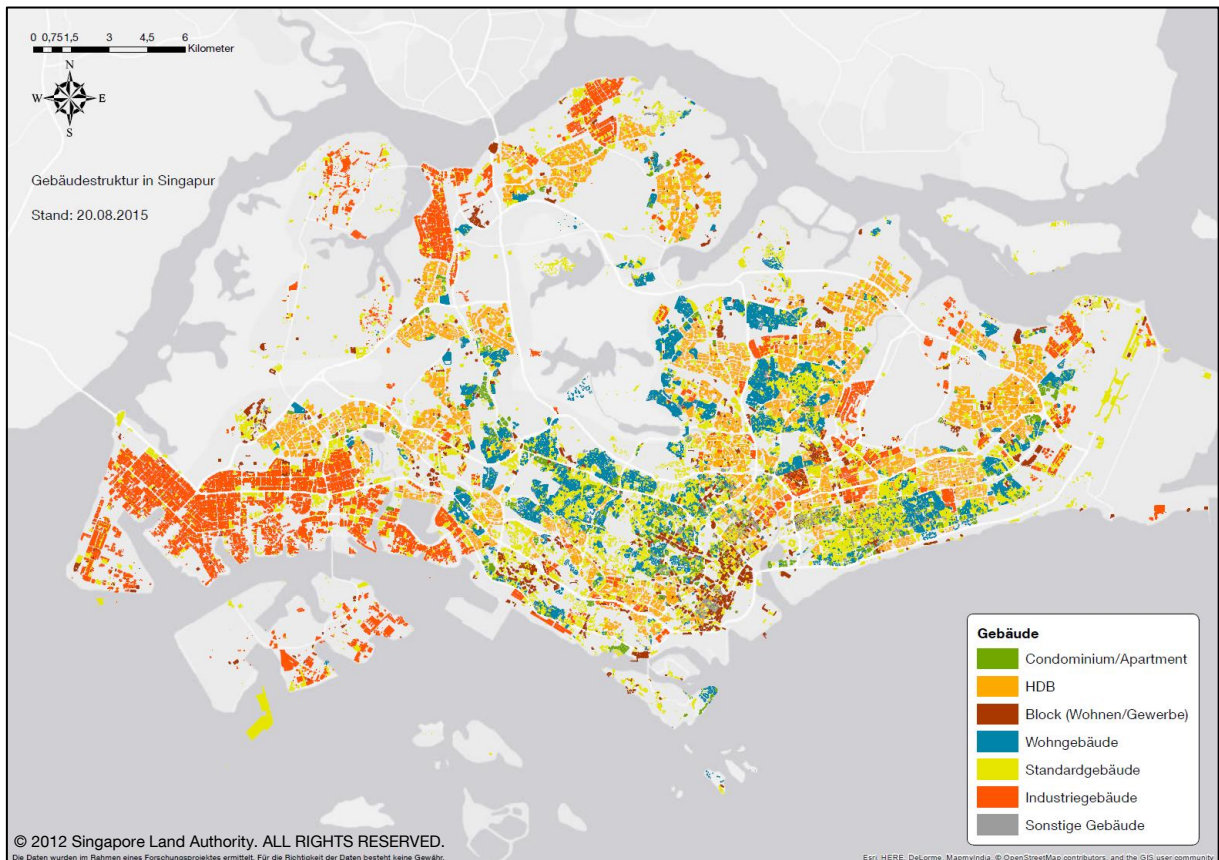 0 0,75 1,5 3 4,5 6
Kilometer
N
W E
S
Gebäudestruktur in Singapur
Stand: 20.08.2015
Gebäude
Condominium/Apartment
HDB
Block (Wohnen/Gewerbe)
Wohngebäude
Standardgebäude
Industriegebäude
Sonstige Gebäude
© 2012 Singapore Land Authority. ALL RIGHTS RESERVED.
Die Daten wurden im Rahmen eines Forschungsprojektes ermittelt. Für die Richtigkeit der Daten besteht keine Gewähr.
Esri, HERE, DeLorme, MapmyIndia, © OpenStreetMap contributors, and the GIS user community